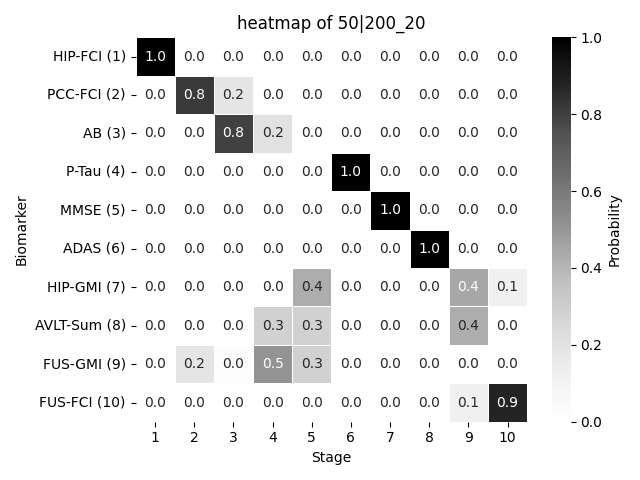 heatmap of 50|200_20
HIP-FCI (1) 1.0 0.0 0.0 0.0 0.0 0.0 0.0 0.0 0.0 0.0
PCC-FCI (2) 0.0 0.8 0.2 0.0 0.0 0.0 0.0 0.0 0.0 0.0
AB (3) 0.0 0.0 0.8 0.2 0.0 0.0 0.0 0.0 0.0 0.0
P-Tau (4) 0.0 0.0 0.0 0.0 0.0 1.0 0.0 0.0 0.0 0.0
MMSE (5) 0.0 0.0 0.0 0.0 0.0 0.0 1.0 0.0 0.0 0.0
ADAS (6) 0.0 0.0 0.0 0.0 0.0 0.0 0.0 1.0 0.0 0.0
HIP-GMI (7) 0.0 0.0 0.0 0.0 0.4 0.0 0.0 0.0 0.4 0.1
AVLT-Sum (8) 0.0 0.0 0.0 0.3 0.3 0.0 0.0 0.0 0.4 0.0
FUS-GMI (9) 0.0 0.2 0.0 0.5 0.3 0.0 0.0 0.0 0.0 0.0
FUS-FCI (10) 0.0 0.0 0.0 0.0 0.0 0.0 0.0 0.0 0.1 0.9
1 2 3 4 5 6 7 8 9 10
Stage
Biomarker
1.0
0.8
0.6
0.4
0.2
0.0
Probability